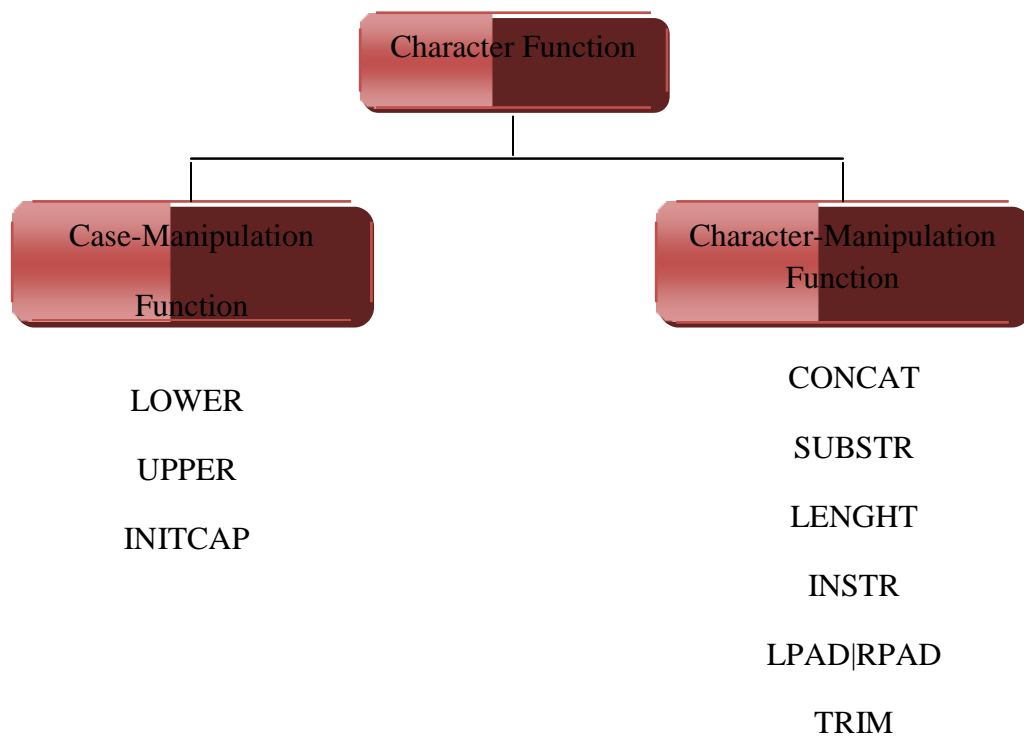 Character Function
Case-Manipulation
Function
LOWER
UPPER
INITCAP
Character-Manipulation
Function
CONCAT
SUBSTR
LENGHT
INSTR
LPAD|RPAD
TRIM